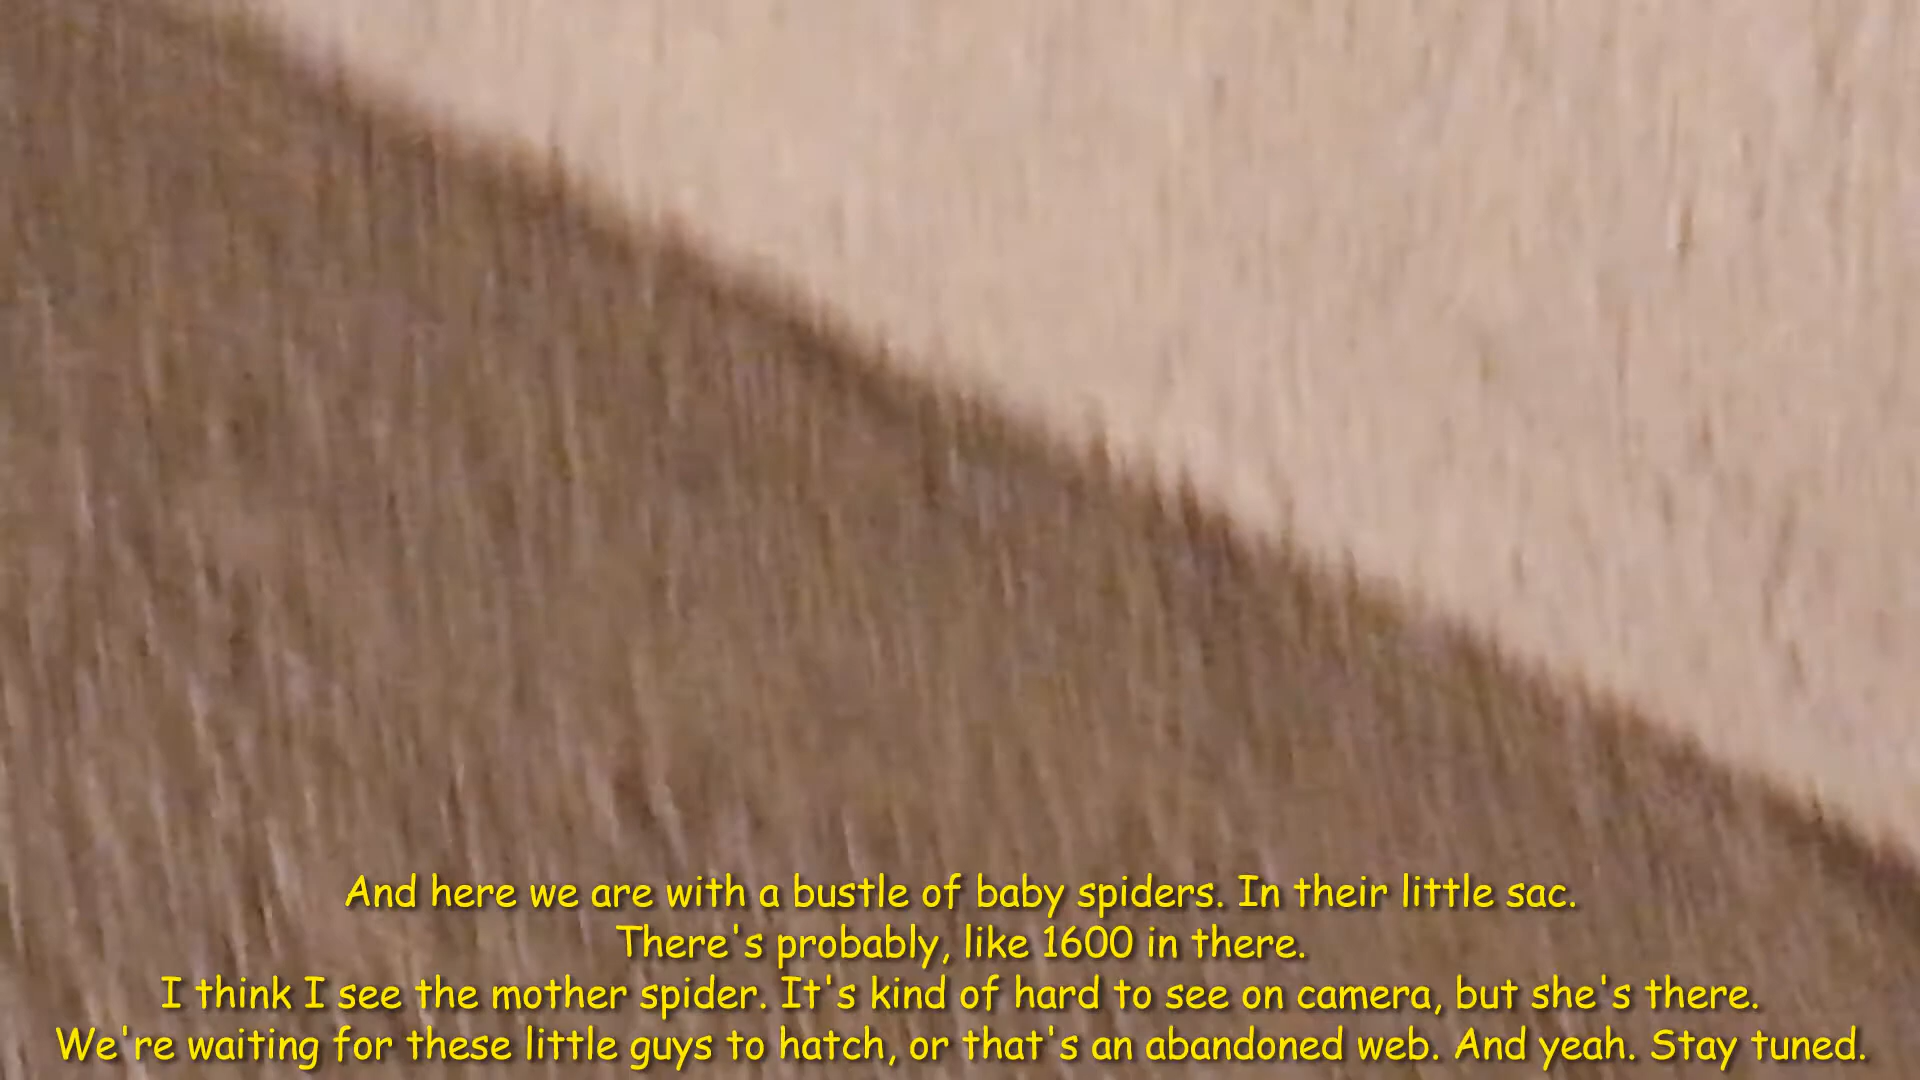 And here we are with a bustle of baby spiders. In their little sac.
There's probably, like 1600 in there.
I think I see the mother spider. It's kind of hard to see on camera, but she's there.
We're waiting for these little guys to hatch, or that's an abandoned web. And yeah. Stay tuned.